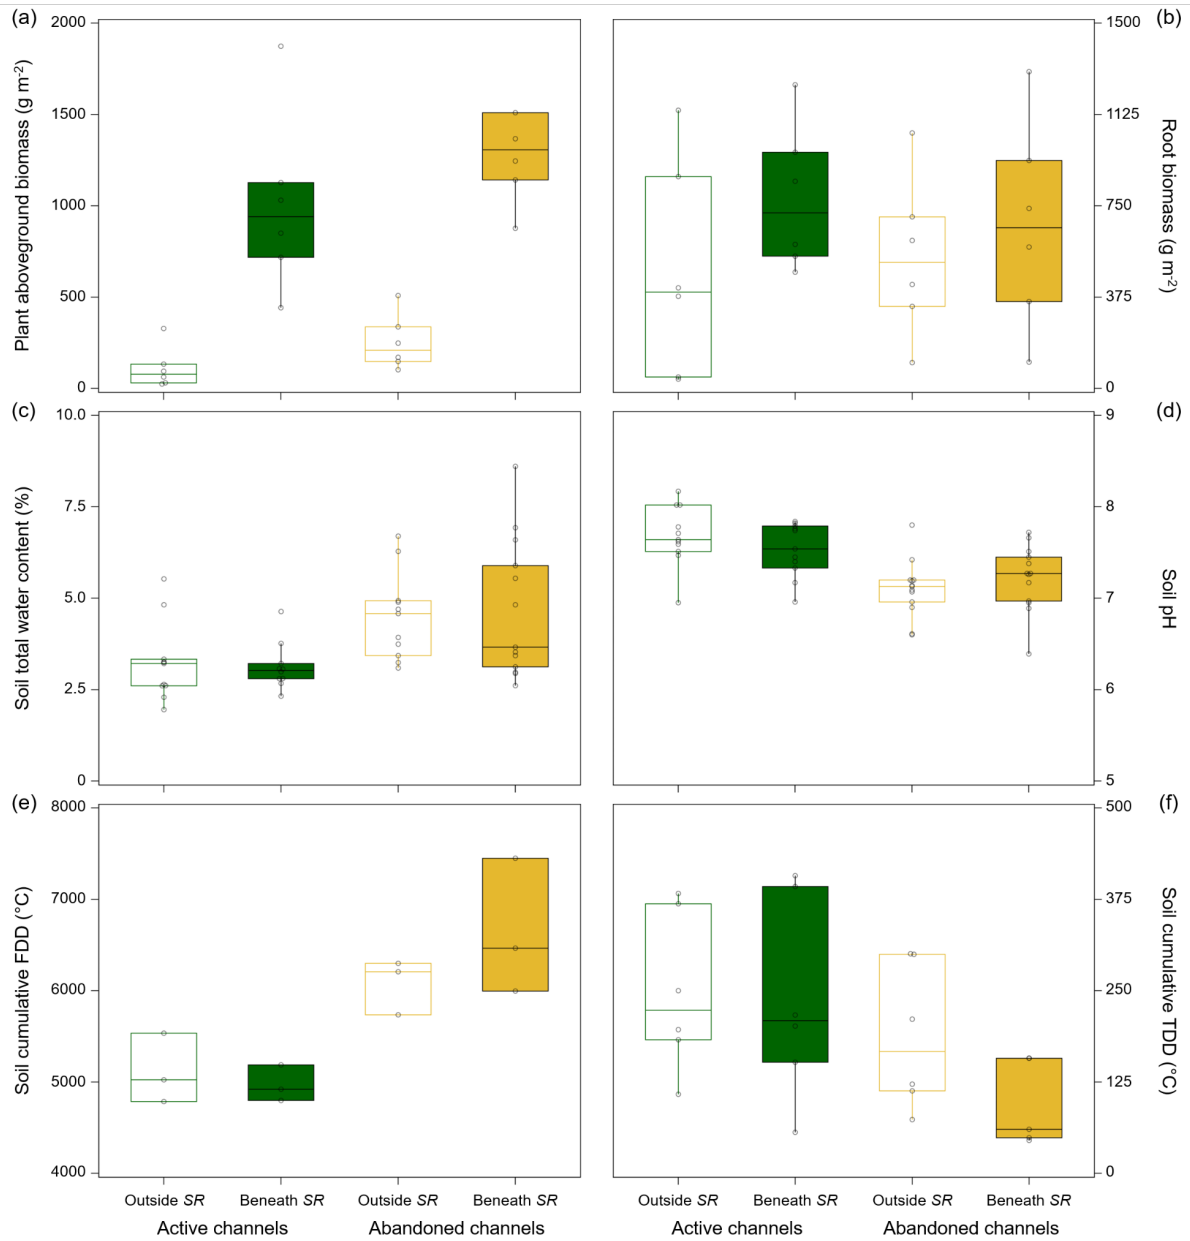 (a)
(b)
Plant aboveground biomass (g m-2)
2000
1500
1000
500
0
Root biomass (g m-2)
1500
1125
750
375
0
(c)
(d)
Soil total water content (%)
10.0
7.5
5.0
2.5
0
Soil pH
9
8
7
6
5
(e)
(f)
Soil cumulative FDD (°C)
8000
7000
6000
5000
4000
Soil cumulative TDD (°C)
500
375
250
125
0
Outside SR Beneath SR Outside SR Beneath SR
Active channels Abandoned channels
Outside SR Beneath SR Outside SR Beneath SR
Active channels Abandoned channels